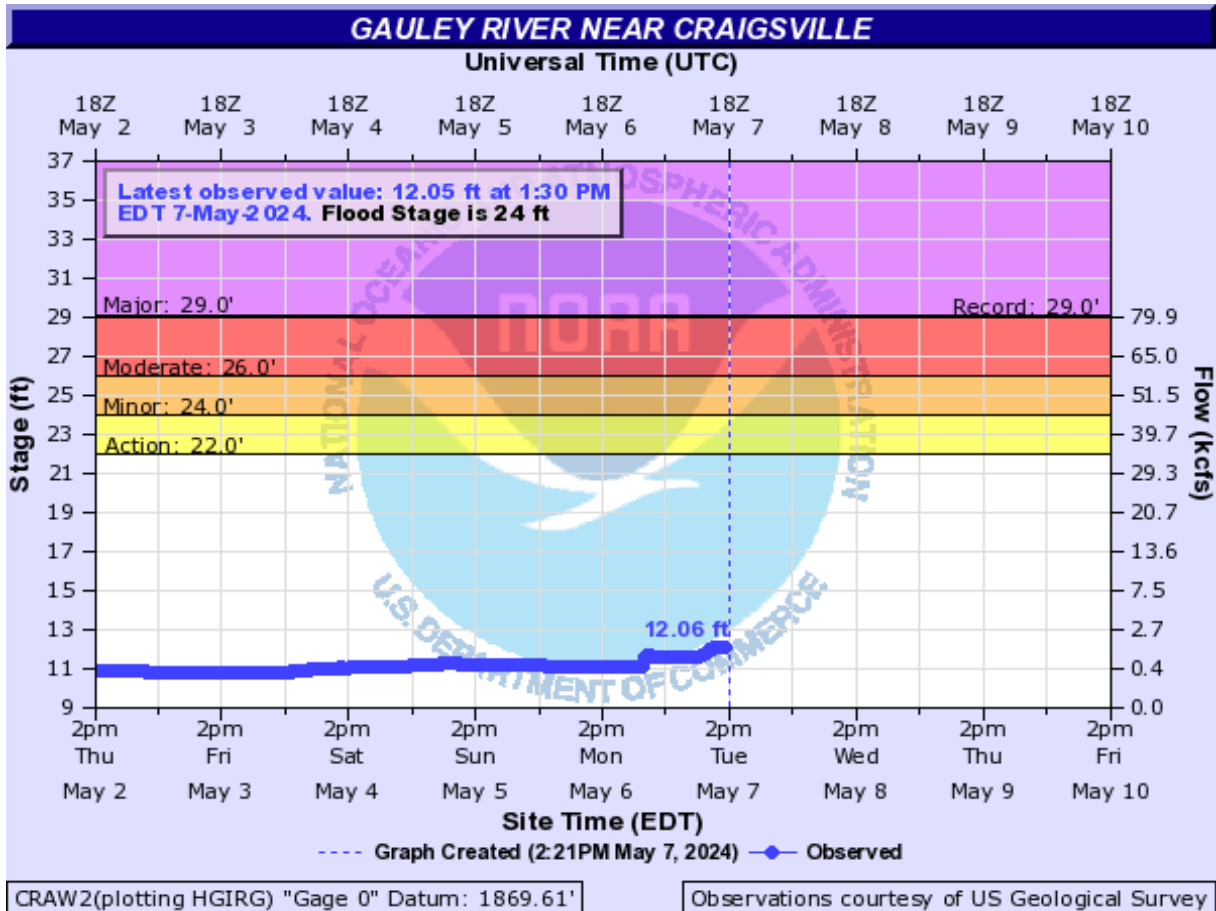 GAULEY RIVER NEAR CRAIGSVILLE
Universal Time (UTC)
18Z 18Z 18Z 18Z 18Z 18Z 18Z 18Z 18Z
May 2 May 3 May 4 May 5 May 6 May 7 May 8 May 9 May 10
Latest observed value: 12.05 ft at 1:30 PM
EDT 7-May-2024. Flood Stage is 24 ft
Stage (ft)
37
35
33
31
29
27
25
23
21
19
17
15
13
11
9
Major: 29.0'
Record: 29.0'
Moderate: 26.0'
Minor: 24.0'
Action: 22.0'
12.06 ft
NATIONAL OCEANIC AND ATMOSPHERIC ADMINISTRATION
NOAA
U.S. DEPARTMENT OF COMMERCE
79.9
65.0
51.5
39.7
29.3
20.7
13.6
7.5
2.7
0.4
0.0
Flow (kcfs)
2pm 2pm 2pm 2pm 2pm 2pm 2pm 2pm 2pm
Thu Fri Sat Sun Mon Tue Wed Thu Fri
May 2 May 3 May 4 May 5 May 6 May 7 May 8 May 9 May 10
Site Time (EDT)
Graph Created (2:21PM May 7, 2024) Observed
CRAW2(plotting HGIRG) "Gage 0" Datum: 1869.61'
Observations courtesy of US Geological Survey